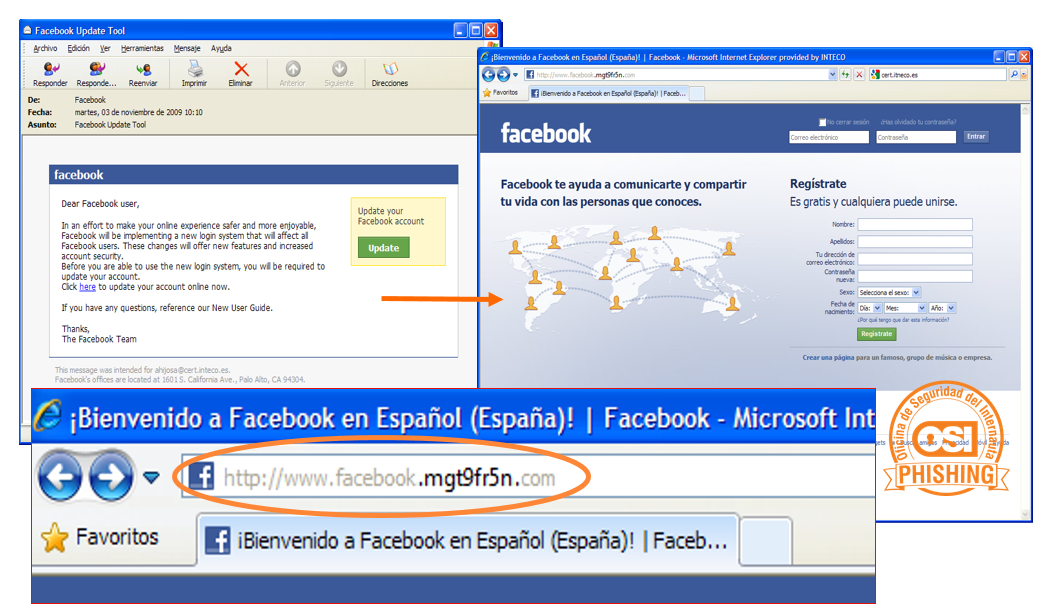 Facebook Update Tool
Archivo Edición Ver Herramientas Mensaje Ayuda
Responder Responde... Reenviar Imprimir Eliminar Anterior Siguiente Direcciones
De: Facebook
Fecha: martes, 03 de noviembre de 2009 10:10
Asunto: Facebook Update Tool
facebook
Dear Facebook user,
In an effort to make your online experience safer and more enjoyable,
Facebook will be implementing a new login system that will affect all
Facebook users. These changes will offer new features and increased
account security.
Before you are able to use the new login system, you will be required to
update your account.
Click here to update your account online now.
If you have any questions, reference our New User Guide.
Thanks,
The Facebook Team
Update your
Facebook account
Update
This message was intended for ahijosa@cert.inteco.es.
Facebook's offices are located at 1601 S. California Ave., Palo Alto, CA 94304.
¡Bienvenido a Facebook en Español (España)! | Facebook - Microsoft Internet Explorer provided by INTECO
http://www.facebook.mgt9fr5n.com
cert.itneco.es
Favoritos
¡Bienvenido a Facebook en Español (España)! | Faceb...
facebook
No cerrar sesión ¿Has olvidado tu contraseña?
Correo electrónico Contraseña Entrar
Facebook te ayuda a comunicarte y compartir
tu vida con las personas que conoces.
Regístrate
Es gratis y cualquiera puede unirse.
Nombre:
Apellidos:
Tu dirección de
correo electrónico:
Contraseña
nueva:
Sexo: Selecciona el sexo:
Fecha de
nacimiento: Día: Mes: Año:
¿Por qué tengo que dar esta información?
Regístrate
Crear una página para un famoso, grupo de música o empresa.
¡Bienvenido a Facebook en Español (España)! | Facebook - Microsoft Int
http://www.facebook.mgt9fr5n.com
Favoritos
¡Bienvenido a Facebook en Español (España)! | Faceb...
Oficina de Seguridad del Internauta
OSI
PHISHING